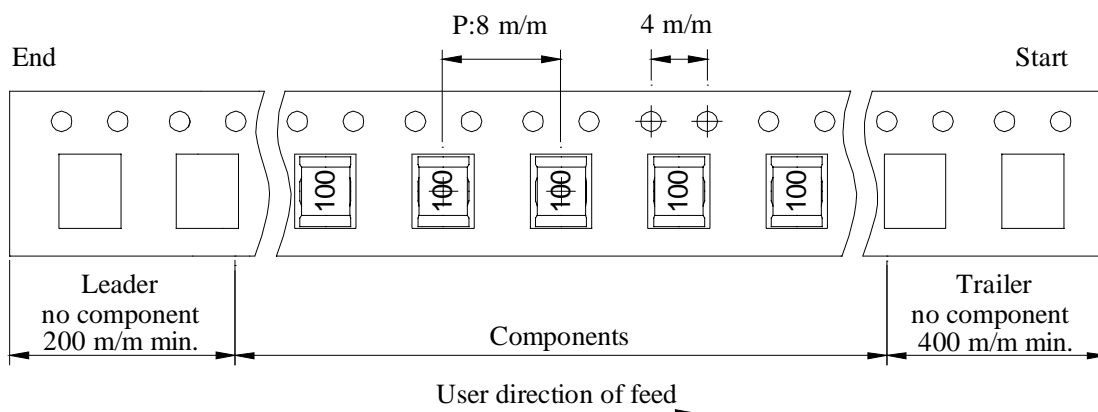 P:8 m/m
4 m/m
End
Start
100
100
100
100
100
Leader
no component
200 m/m min.
Components
Trailer
no component
400 m/m min.
User direction of feed